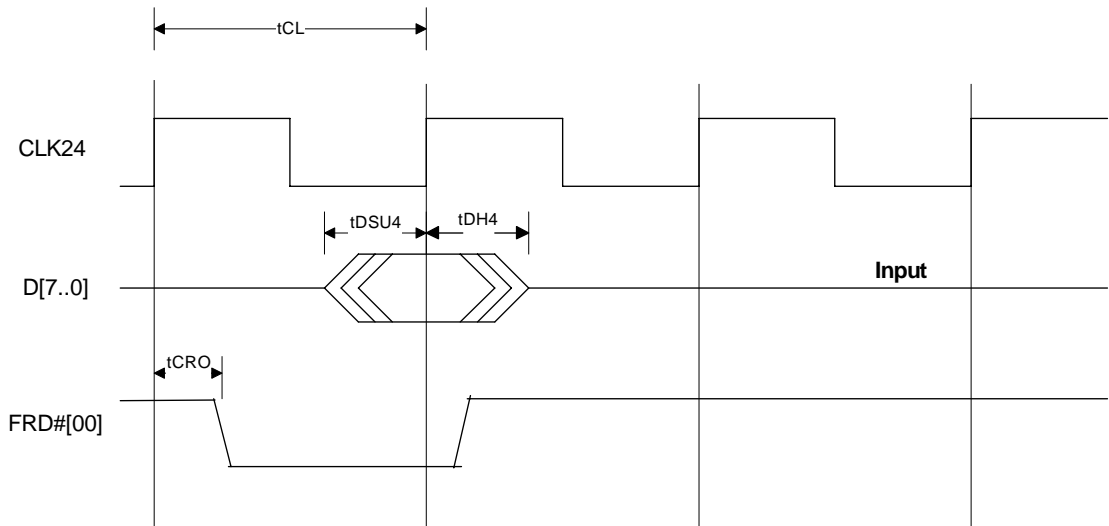 tCL
CLK24
tDSU4 tDH4
D[7..0]
Input
tCRO
FRD#[00]